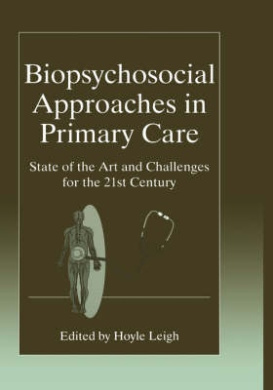 Biopsychosocial
Approaches in
Primary Care
State of the Art and Challenges
for the 21st Century
Edited by Hoyle Leigh